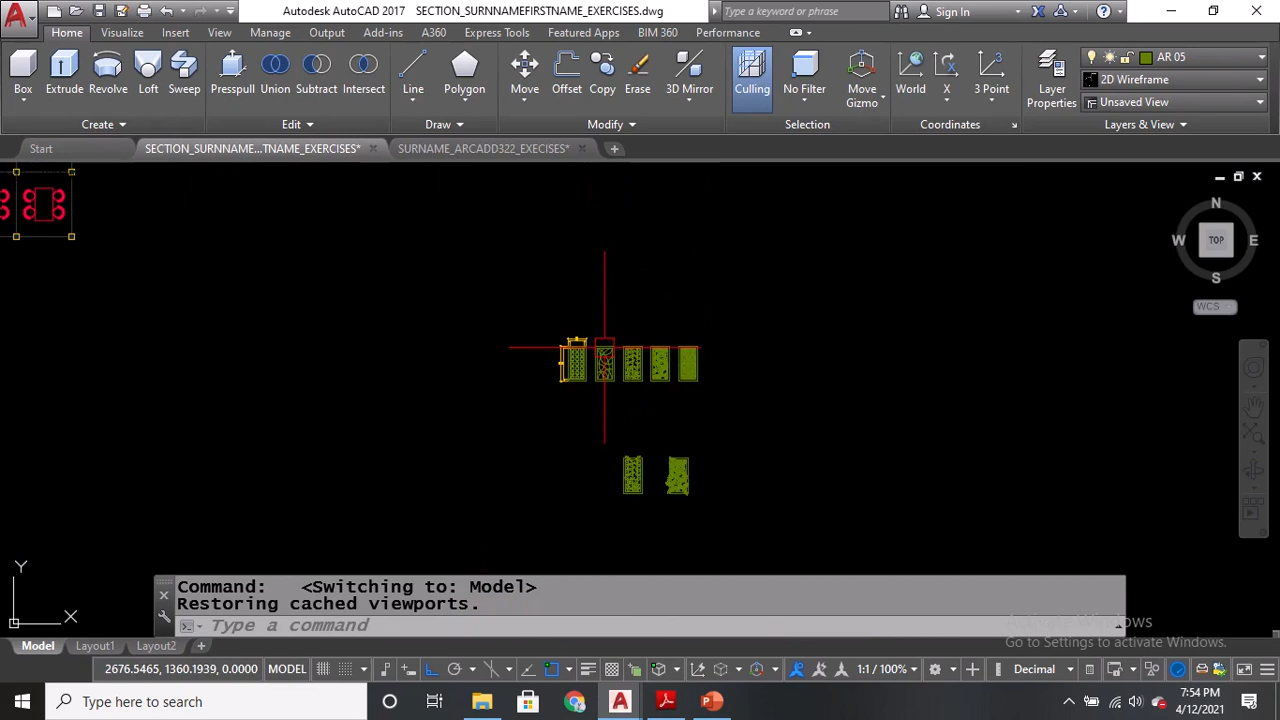 Autodesk AutoCAD 2017 SECTION_SURNNAMEFIRSTNAME_EXERCISES.dwg
Type a keyword or phrase
Sign In
Home Visualize Insert View Manage Output Add-ins A360 Express Tools Featured Apps BIM 360 Performance
AR 05
2D Wireframe
Unsaved View
Box Extrude Revolve Loft Sweep Presspull Union Subtract Intersect Line Polygon Move Offset Copy Erase 3D Mirror Culling No Filter Move Gizmo World X 3 Point Layer Properties
Create Edit Draw Modify Selection Coordinates Layers & View
Start SECTION_SURNNAME...TNAME_EXERCISES* SURNAME_ARCADD322_EXECISES*
N
W TOP E
S
WCS
Y
X
Command: <Switching to: Model>
Restoring cached viewports.
Type a command
Activate Windows
Go to Settings to activate Windows.
Model Layout1 Layout2
2676.5465, 1360.1939, 0.0000 MODEL 1:1 / 100% Decimal
Type here to search
7:54 PM
4/12/2021